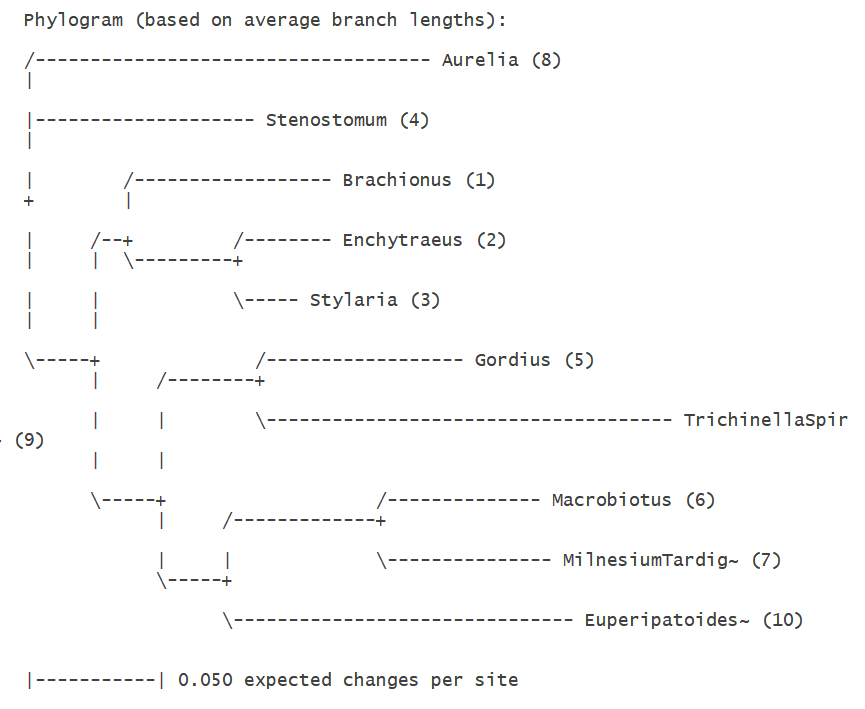 Phylogram (based on average branch lengths):
/------------------------------------ Aurelia (8)
|
|-------------------- Stenostomum (4)
|
|        /------------------ Brachionus (1)
+        |
|     /--+         /-------- Enchytraeus (2)
|     |  \---------+
|     |            \----- Stylaria (3)
|     |
\-----+              /------------------ Gordius (5)
      |     /--------+
      |     |        \------------------------------------- TrichinellaSpir
~ (9)
      |     |
      \-----+                   /-------------- Macrobiotus (6)
            |     /-------------+
            |     |             \--------------- MilnesiumTardig~ (7)
            \-----+
                  \------------------------------- Euperipatoides~ (10)
|-----------| 0.050 expected changes per site